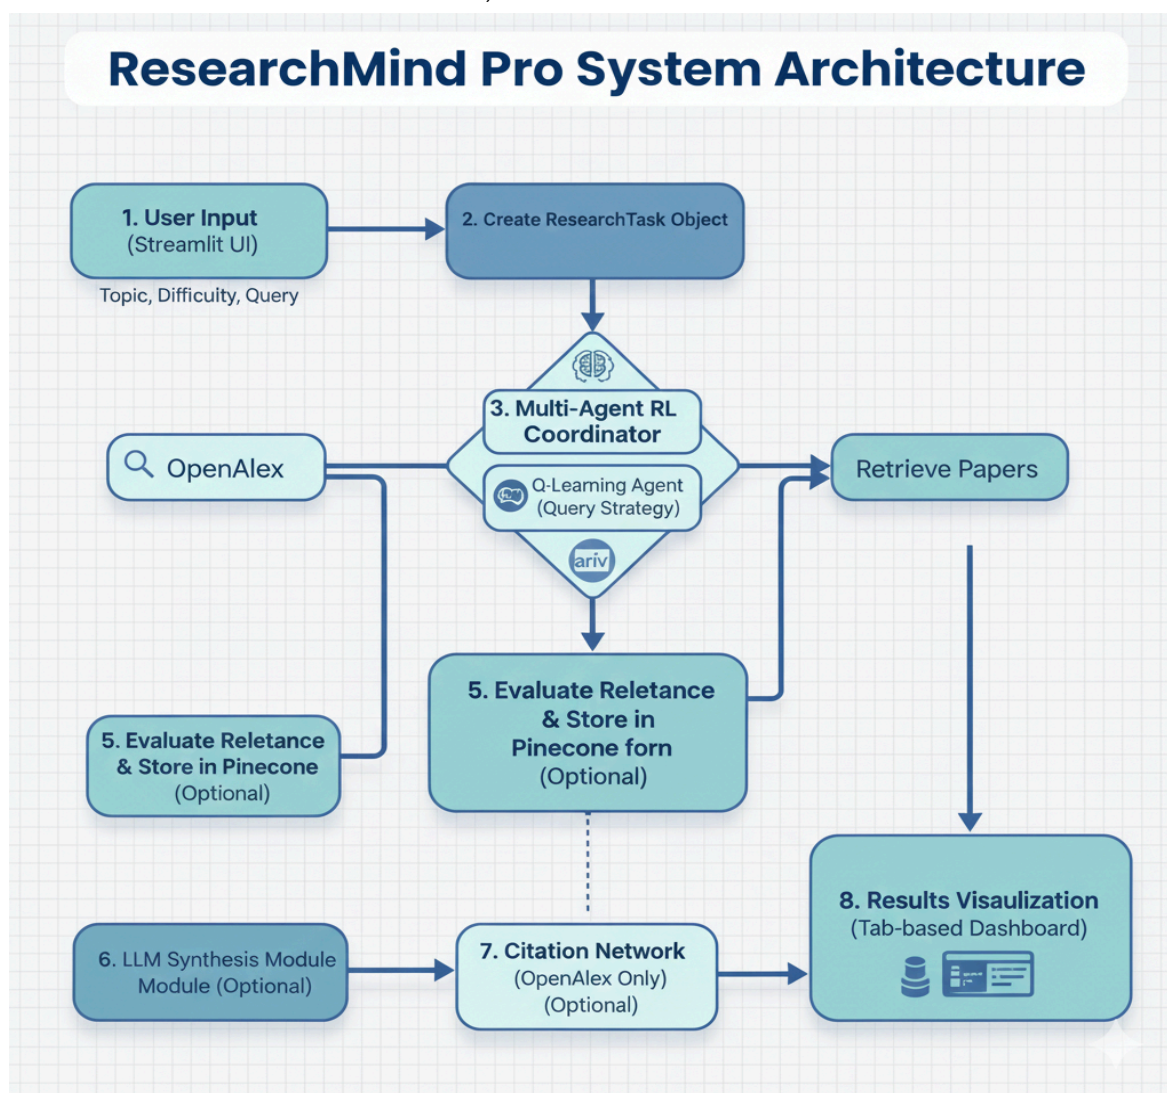 ResearchMind Pro System Architecture
1. User Input
(Streamlit UI)
Topic, Difficuity, Query
2. Create ResearchTask Object
3. Multi-Agent RL
Coordinator
Q-Learning Agent
(Query Strategy)
ariv
OpenAlex
Retrieve Papers
5. Evaluate Reletance
& Store in
Pinecone forn
(Optional)
5. Evaluate Reletance
& Store in Pinecone
(Optional)
6. LLM Synthesis Module
Module (Optional)
7. Citation Network
(OpenAlex Only)
(Optional)
8. Results Visaulization
(Tab-based Dashboard)